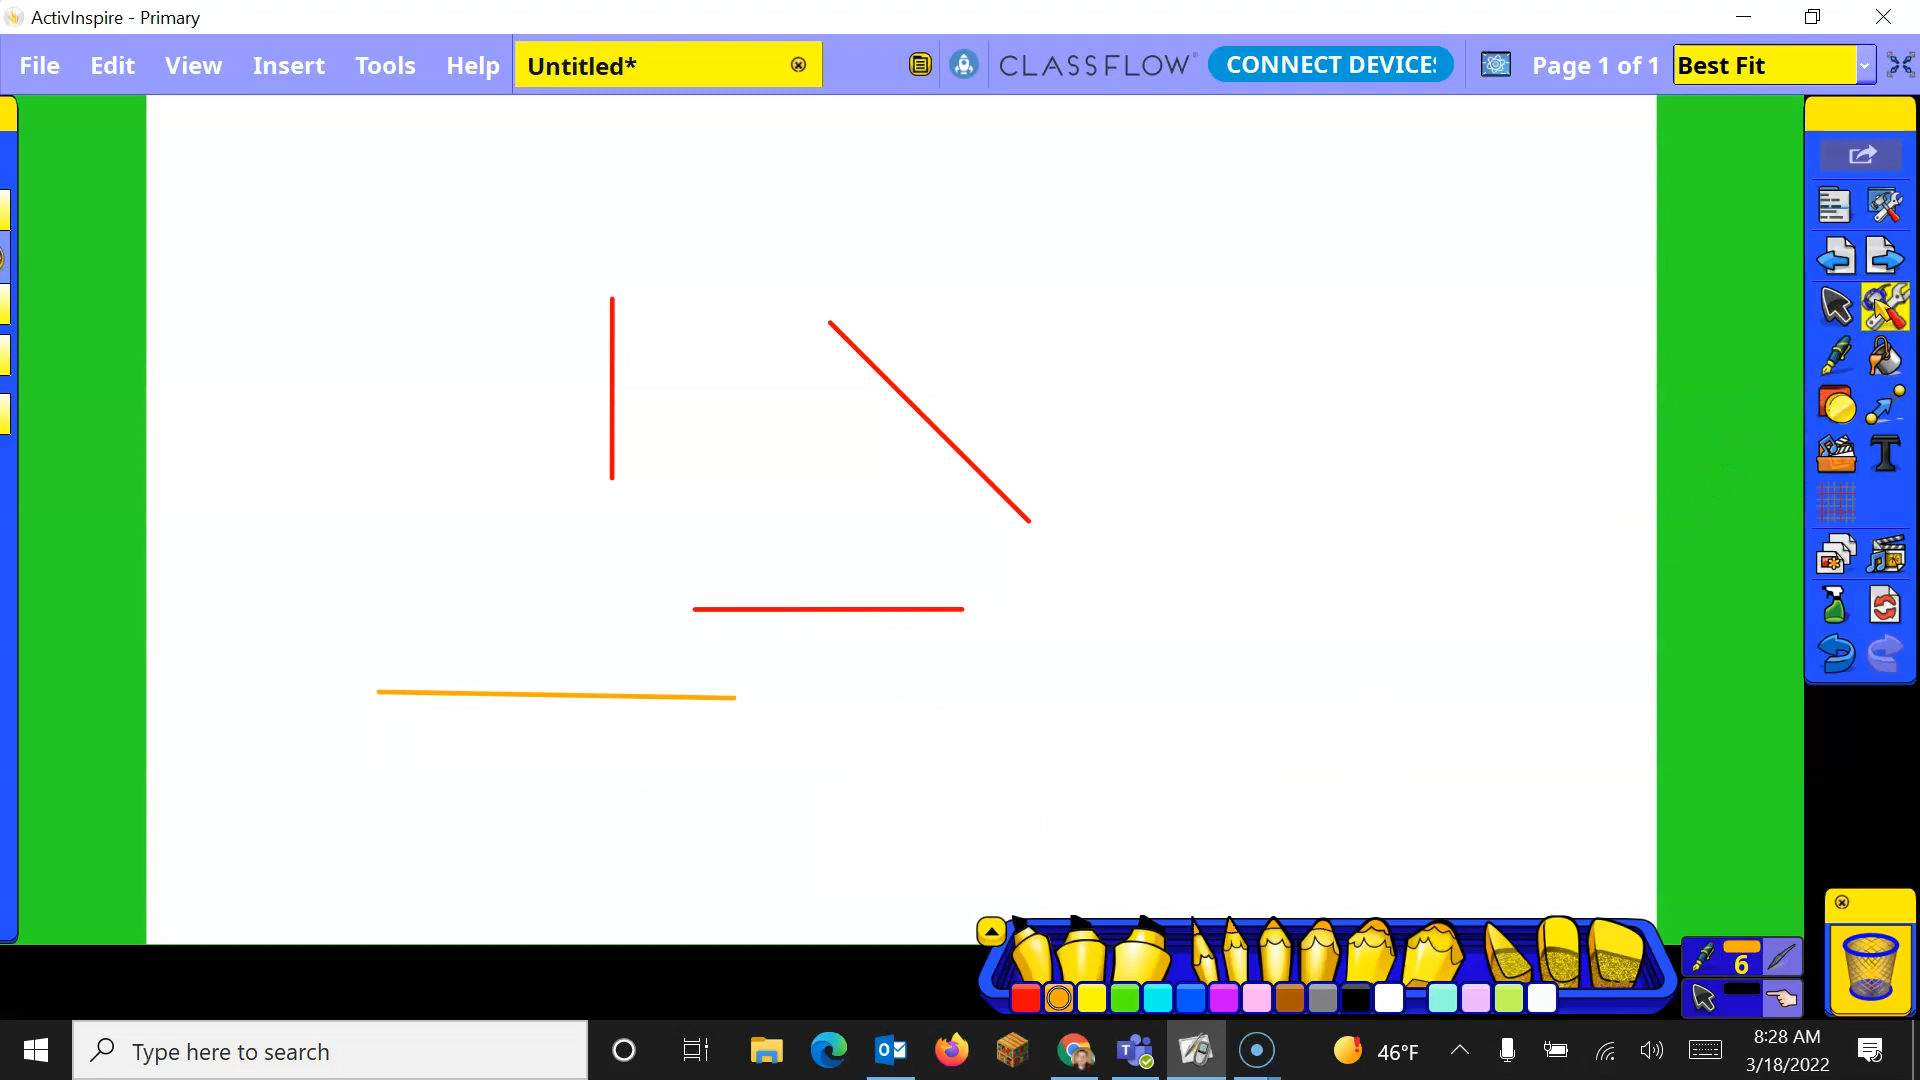 ActivInspire - Primary
File Edit View Insert Tools Help Untitled* CLASSFLOW CONNECT DEVICE Page 1 of 1 Best Fit
6
Type here to search
46°F
8:28 AM
3/18/2022